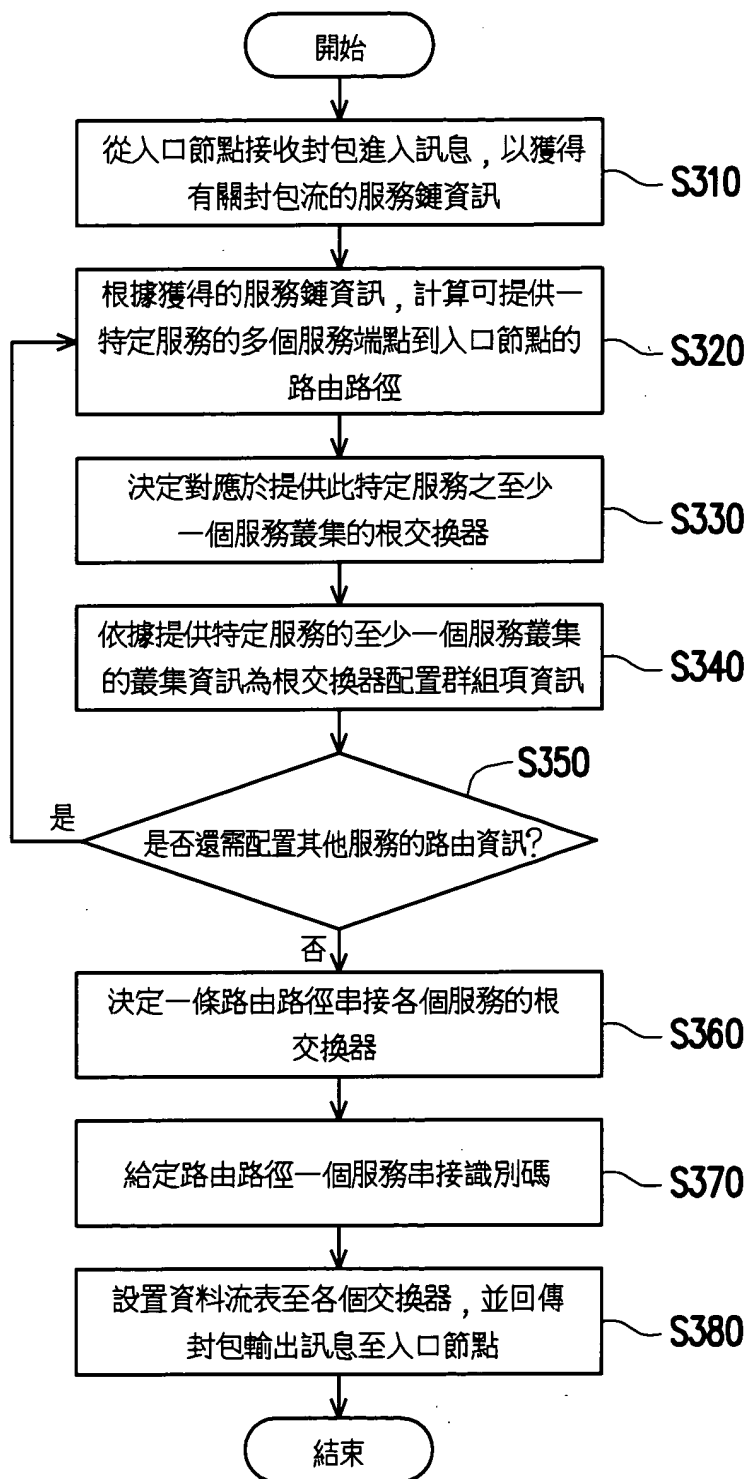 開始
從入口節點接收封包進入訊息，以獲得
有關封包流的服務鏈資訊
S310
根據獲得的服務鏈資訊，計算可提供一
特定服務的多個服務端點到入口節點的
路由路徑
S320
決定對應於提供此特定服務之至少
一個服務叢集的根交換器
S330
依據提供特定服務的至少一個服務叢集
的叢集資訊為根交換器配置群組項資訊
S340
S350
是
是否還需配置其他服務的路由資訊？
否
決定一條路由路徑串接各個服務的根
交換器
S360
給定路由路徑一個服務串接識別碼
S370
設置資料流表至各個交換器，並回傳
封包輸出訊息至入口節點
S380
結束